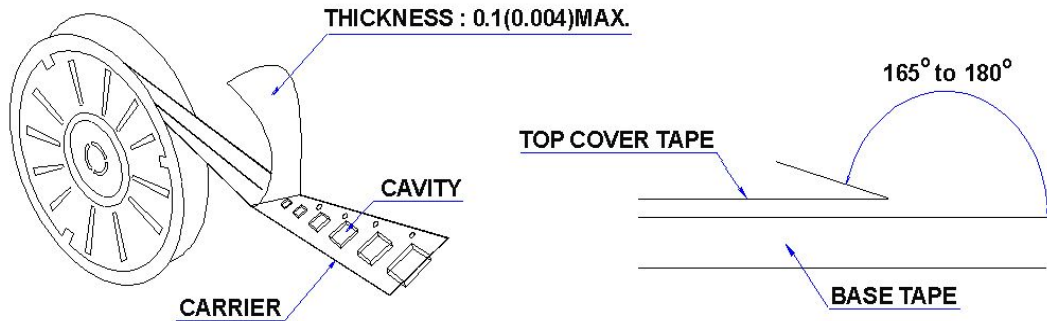 THICKNESS : 0.1(0.004)MAX.
CAVITY
CARRIER
165° to 180°
TOP COVER TAPE
BASE TAPE